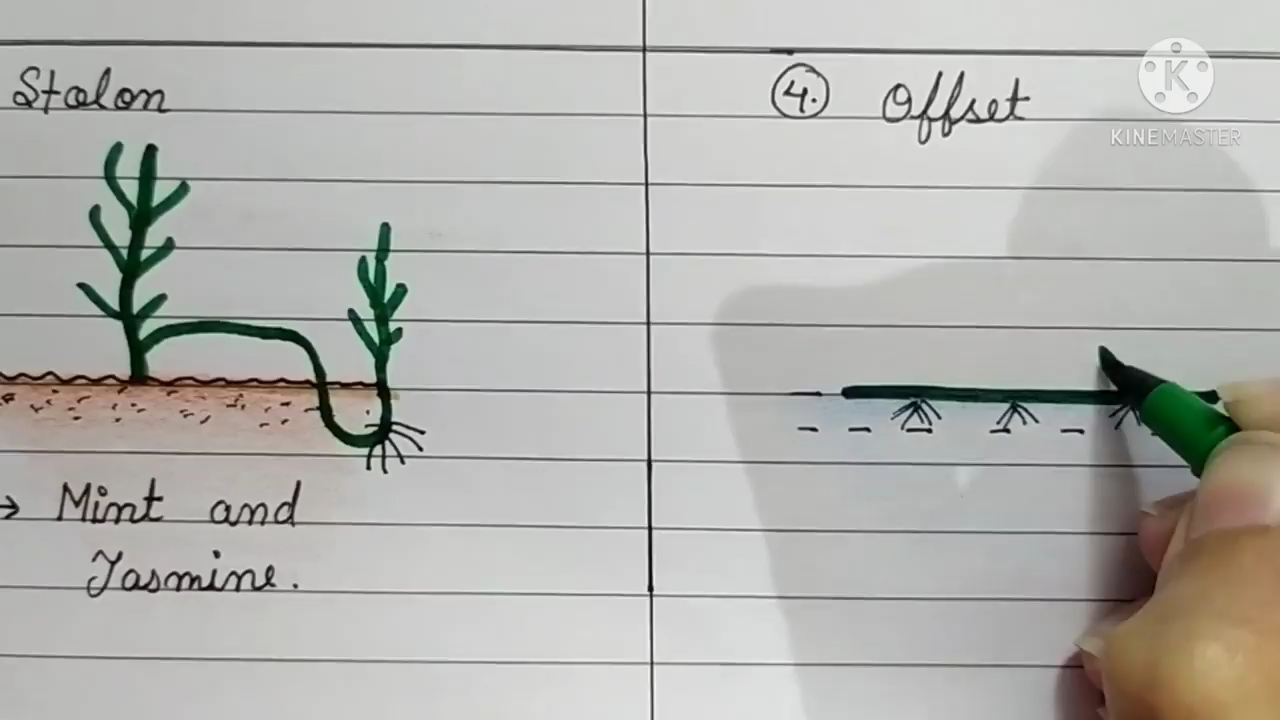 Stolon
→ Mint and
Jasmine.
4. Offset
K
KINEMASTER